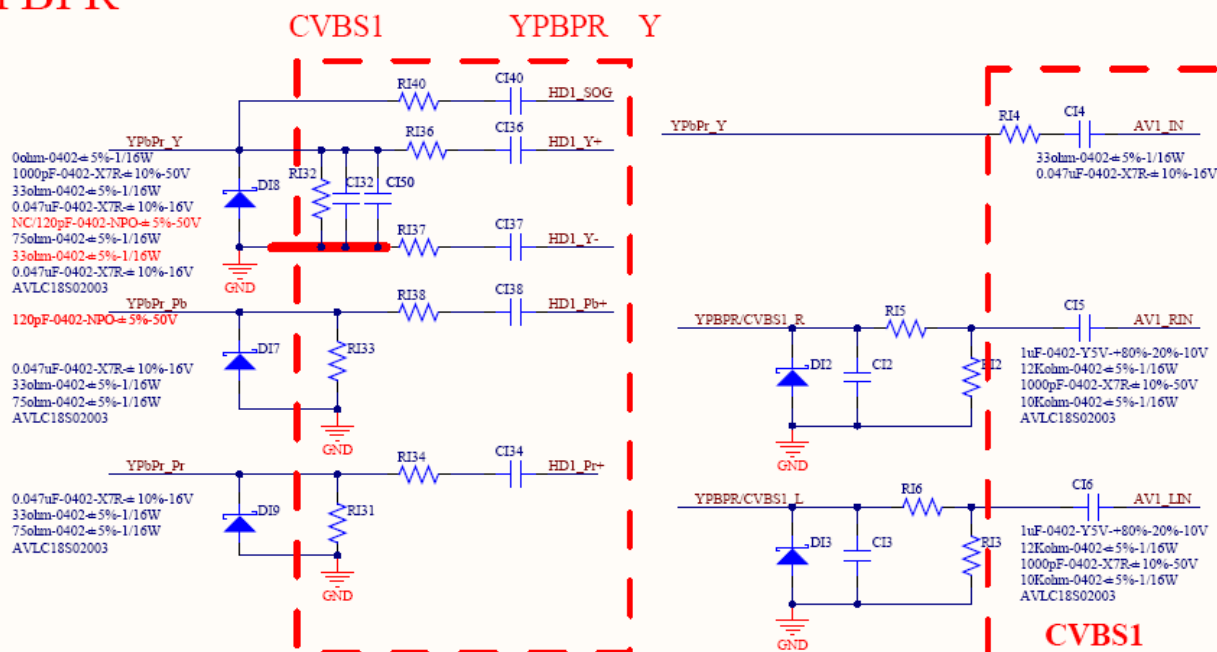 YPBPR
CVBS1 YPBPR Y
RI40 CI40 HD1_SOG
YPbPr_Y RI36 CI36 HD1_Y+
0ohm-0402-±5%-1/16W
1000pF-0402-X7R-±10%-50V
33ohm-0402-±5%-1/16W
0.047uF-0402-X7R-±10%-16V
NC/120pF-0402-NPO-±5%-50V
75ohm-0402-±5%-1/16W
33ohm-0402-±5%-1/16W
0.047uF-0402-X7R-±10%-16V
AVLC18S02003
DI8 RI32 CI32 CI50
RI37 CI37 HD1_Y-
GND
YPbPr_Pb RI38 CI38 HD1_Pb+
120pF-0402-NPO-±5%-50V
DI7 RI33
0.047uF-0402-X7R-±10%-16V
33ohm-0402-±5%-1/16W
75ohm-0402-±5%-1/16W
AVLC18S02003
GND
YPbPr_Pr RI34 CI34 HD1_Pr+
0.047uF-0402-X7R-±10%-16V
33ohm-0402-±5%-1/16W
75ohm-0402-±5%-1/16W
AVLC18S02003
DI9 RI31
GND
YPbPr_Y RI4 CI4 AV1_IN
33ohm-0402-±5%-1/16W
0.047uF-0402-X7R-±10%-16V
YPBPR/CVBS1_R RI5 CI5 AV1_RIN
DI2 CI2 RI2
1uF-0402-Y5V-+80%-20%-10V
12Kohm-0402-±5%-1/16W
1000pF-0402-X7R-±10%-50V
10Kohm-0402-±5%-1/16W
AVLC18S02003
GND
YPBPR/CVBS1_L RI6 CI6 AV1_LIN
DI3 CI3 RI3
1uF-0402-Y5V-+80%-20%-10V
12Kohm-0402-±5%-1/16W
1000pF-0402-X7R-±10%-50V
10Kohm-0402-±5%-1/16W
AVLC18S02003
GND
CVBS1